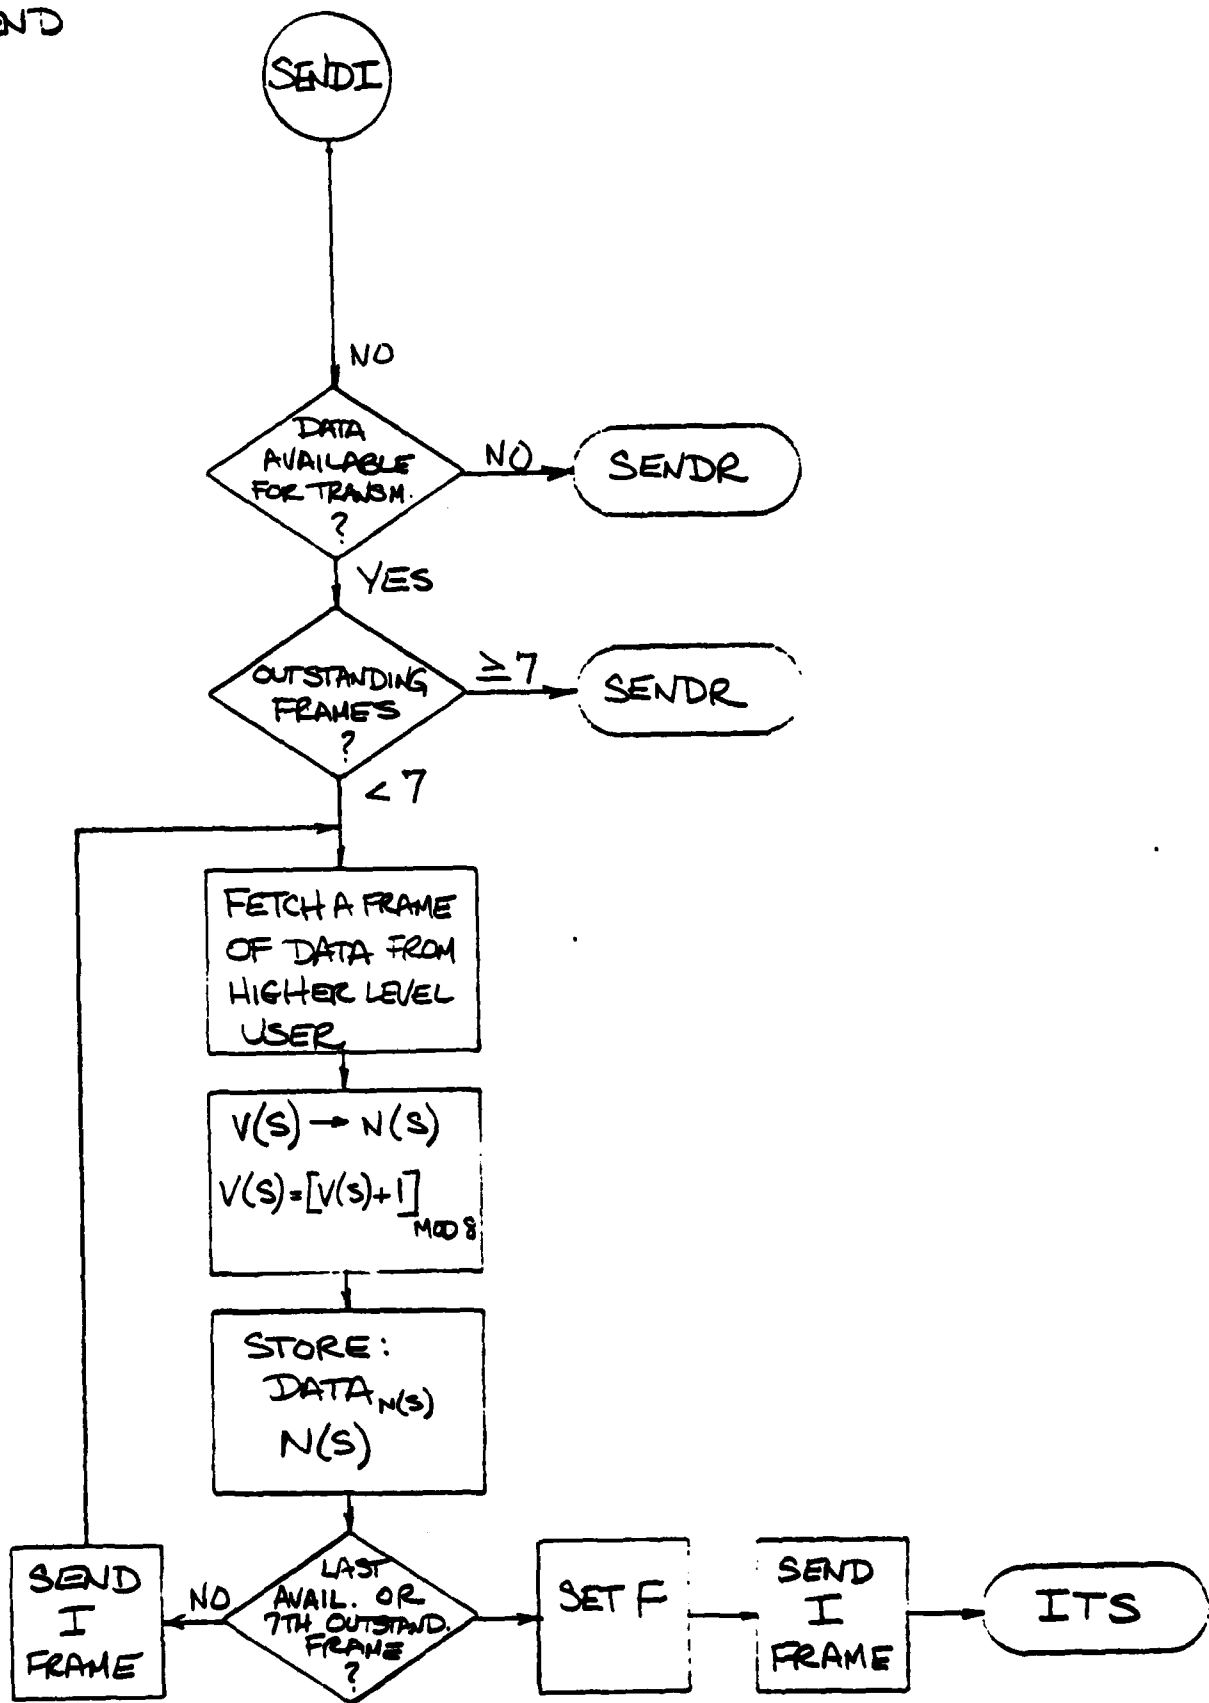 END
SENDI
NO
DATA
AVAILABLE
FOR TRANSM.
?
NO
SENDR
YES
OUTSTANDING
FRAMES
?
≥7
SENDR
<7
FETCH A FRAME
OF DATA FROM
HIGHER LEVEL
USER
V(S) → N(S)
V(S)=[V(S)+1]
MOD 8
STORE:
DATA N(S)
N(S)
LAST
AVAIL. OR
7TH OUTSTAND.
FRAME
?
NO
SEND
I
FRAME
SET F
SEND
I
FRAME
ITS